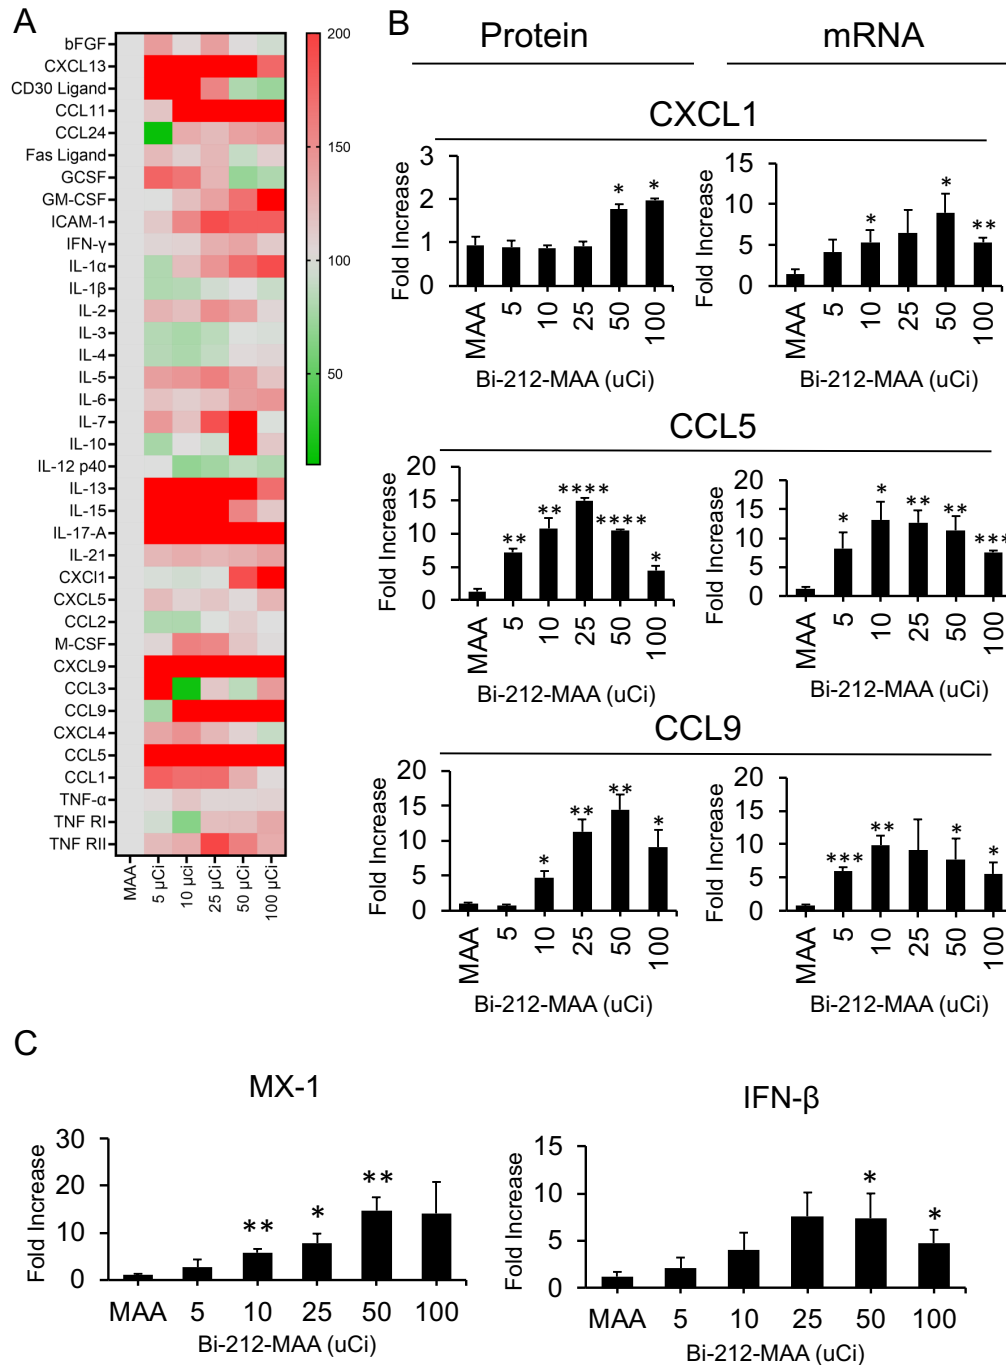 A
bFGF
CXCL13
CD30 Ligand
CCL11
CCL24
Fas Ligand
GCSF
GM-CSF
ICAM-1
IFN-γ
IL-1α
IL-1β
IL-2
IL-3
IL-4
IL-5
IL-6
IL-7
IL-10
IL-12 p40
IL-13
IL-15
IL-17-A
IL-21
CXCl1
CXCL5
CCL2
M-CSF
CXCL9
CCL3
CCL9
CXCL4
CCL5
CCL1
TNF-α
TNF RI
TNF RII
MAA
5 µCi
10 µci
25 µCi
50 µCi
100 µCi
200
150
100
50
B
Protein
mRNA
CXCL1
Fold Increase
3
2
1
0
* *
MAA 5 10 25 50 100
Bi-212-MAA (uCi)
Fold Increase
15
10
5
0
* * **
MAA 5 10 25 50 100
Bi-212-MAA (uCi)
CCL5
Fold Increase
20
15
10
5
0
** ** **** **** *
MAA 5 10 25 50 100
Bi-212-MAA (uCi)
Fold Increase
20
15
10
5
0
* * ** ** ***
MAA 5 10 25 50 100
Bi-212-MAA (uCi)
CCL9
Fold Increase
20
15
10
5
0
* ** ** *
MAA 5 10 25 50 100
Bi-212-MAA (uCi)
Fold Increase
20
15
10
5
0
*** ** * *
MAA 5 10 25 50 100
Bi-212-MAA (uCi)
C
MX-1
Fold Increase
30
20
10
0
** * **
MAA 5 10 25 50 100
Bi-212-MAA (uCi)
IFN-β
Fold Increase
15
10
5
0
* *
MAA 5 10 25 50 100
Bi-212-MAA (uCi)